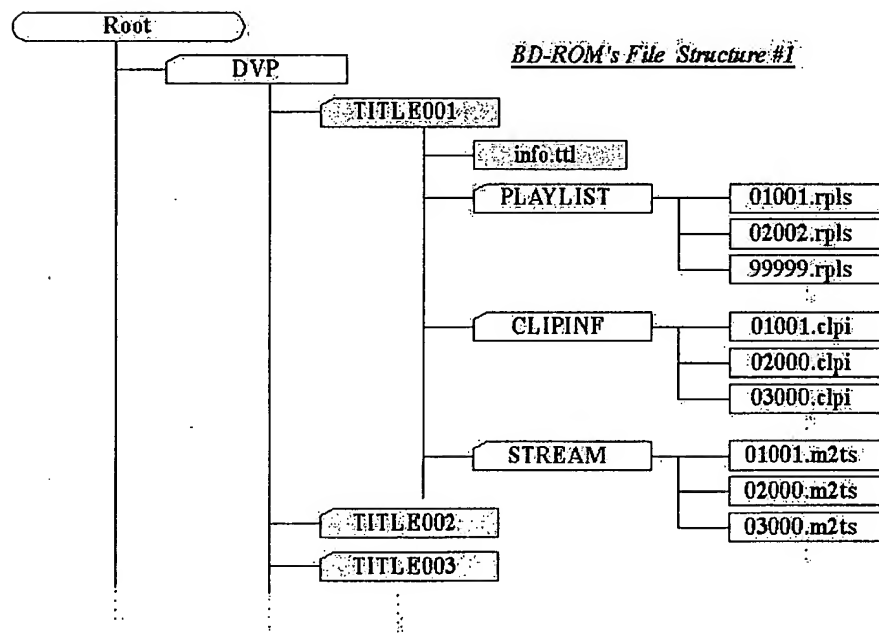 Root
BD-ROM's File Structure #1
DVP
TITLE001
info.ttl
PLAYLIST
01001.rpls
02002.rpls
99999.rpls
CLIPINF
01001.clpi
02000.clpi
03000.clpi
STREAM
01001.m2ts
02000.m2ts
03000.m2ts
TITLE002
TITLE003